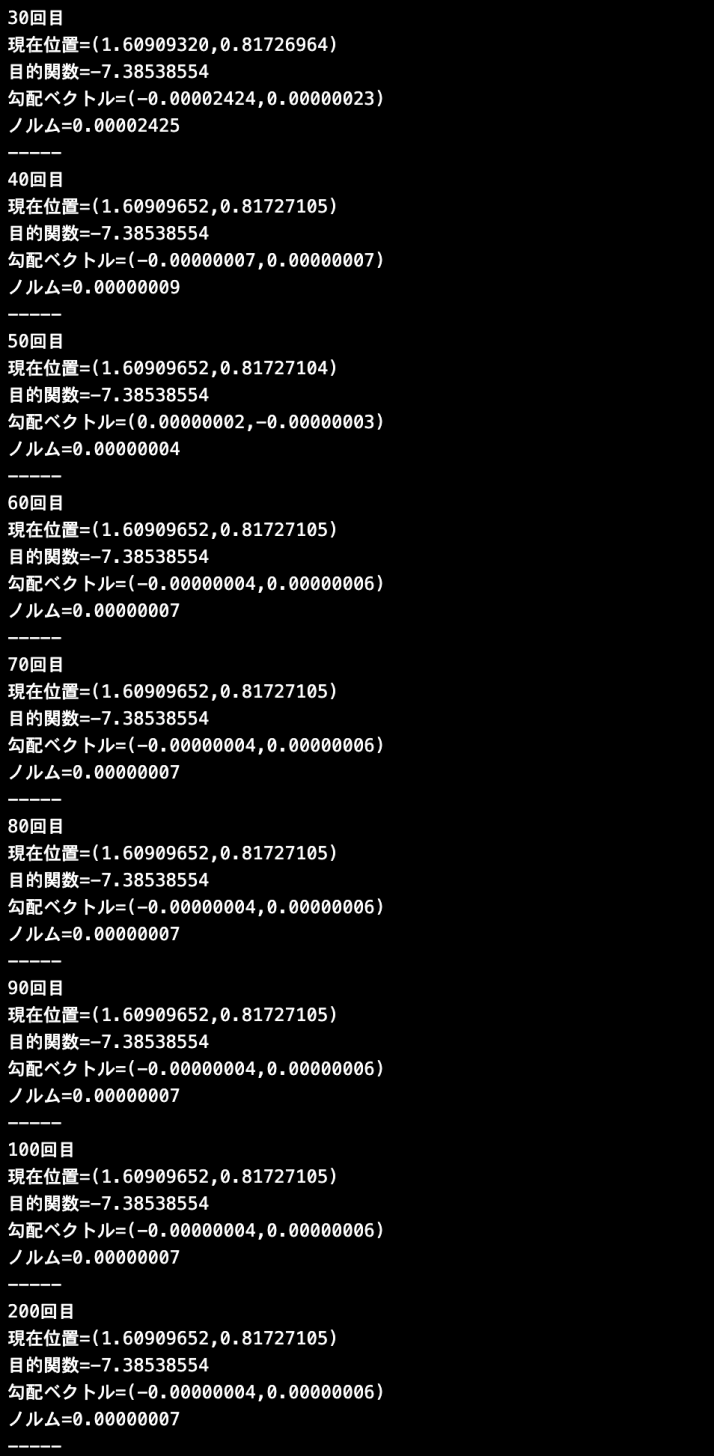 30回目
現在位置=(1.60909320,0.81726964)
目的関数=-7.38538554
勾配ベクトル=(-0.00002424,0.00000023)
ノルム=0.00002425
-----
40回目
現在位置=(1.60909652,0.81727105)
目的関数=-7.38538554
勾配ベクトル=(-0.00000007,0.00000007)
ノルム=0.00000009
-----
50回目
現在位置=(1.60909652,0.81727104)
目的関数=-7.38538554
勾配ベクトル=(0.00000002,-0.00000003)
ノルム=0.00000004
-----
60回目
現在位置=(1.60909652,0.81727105)
目的関数=-7.38538554
勾配ベクトル=(-0.00000004,0.00000006)
ノルム=0.00000007
-----
70回目
現在位置=(1.60909652,0.81727105)
目的関数=-7.38538554
勾配ベクトル=(-0.00000004,0.00000006)
ノルム=0.00000007
-----
80回目
現在位置=(1.60909652,0.81727105)
目的関数=-7.38538554
勾配ベクトル=(-0.00000004,0.00000006)
ノルム=0.00000007
-----
90回目
現在位置=(1.60909652,0.81727105)
目的関数=-7.38538554
勾配ベクトル=(-0.00000004,0.00000006)
ノルム=0.00000007
-----
100回目
現在位置=(1.60909652,0.81727105)
目的関数=-7.38538554
勾配ベクトル=(-0.00000004,0.00000006)
ノルム=0.00000007
-----
200回目
現在位置=(1.60909652,0.81727105)
目的関数=-7.38538554
勾配ベクトル=(-0.00000004,0.00000006)
ノルム=0.00000007
-----